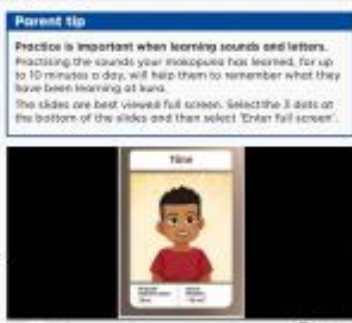 Parent tip
Practice is important when learning sounds and letters.
Practising the sounds your mokopuna has learned, for up
to 10 minutes a day, will help them to remember what they
have been learning at kura.
The slides are best viewed full screen. Select the 3 dots at
the bottom of the slides and then select 'Enter full screen'.